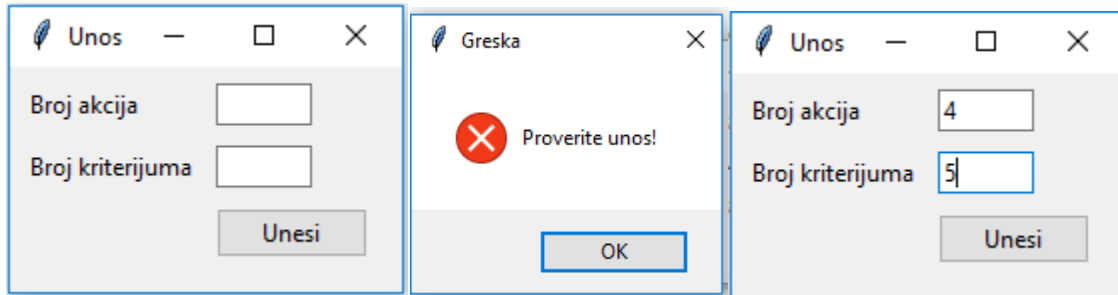 Unos
Broj akcija
Broj kriterijuma
Unesi
Greska
Proverite unos!
OK
Unos
Broj akcija 4
Broj kriterijuma 5
Unesi